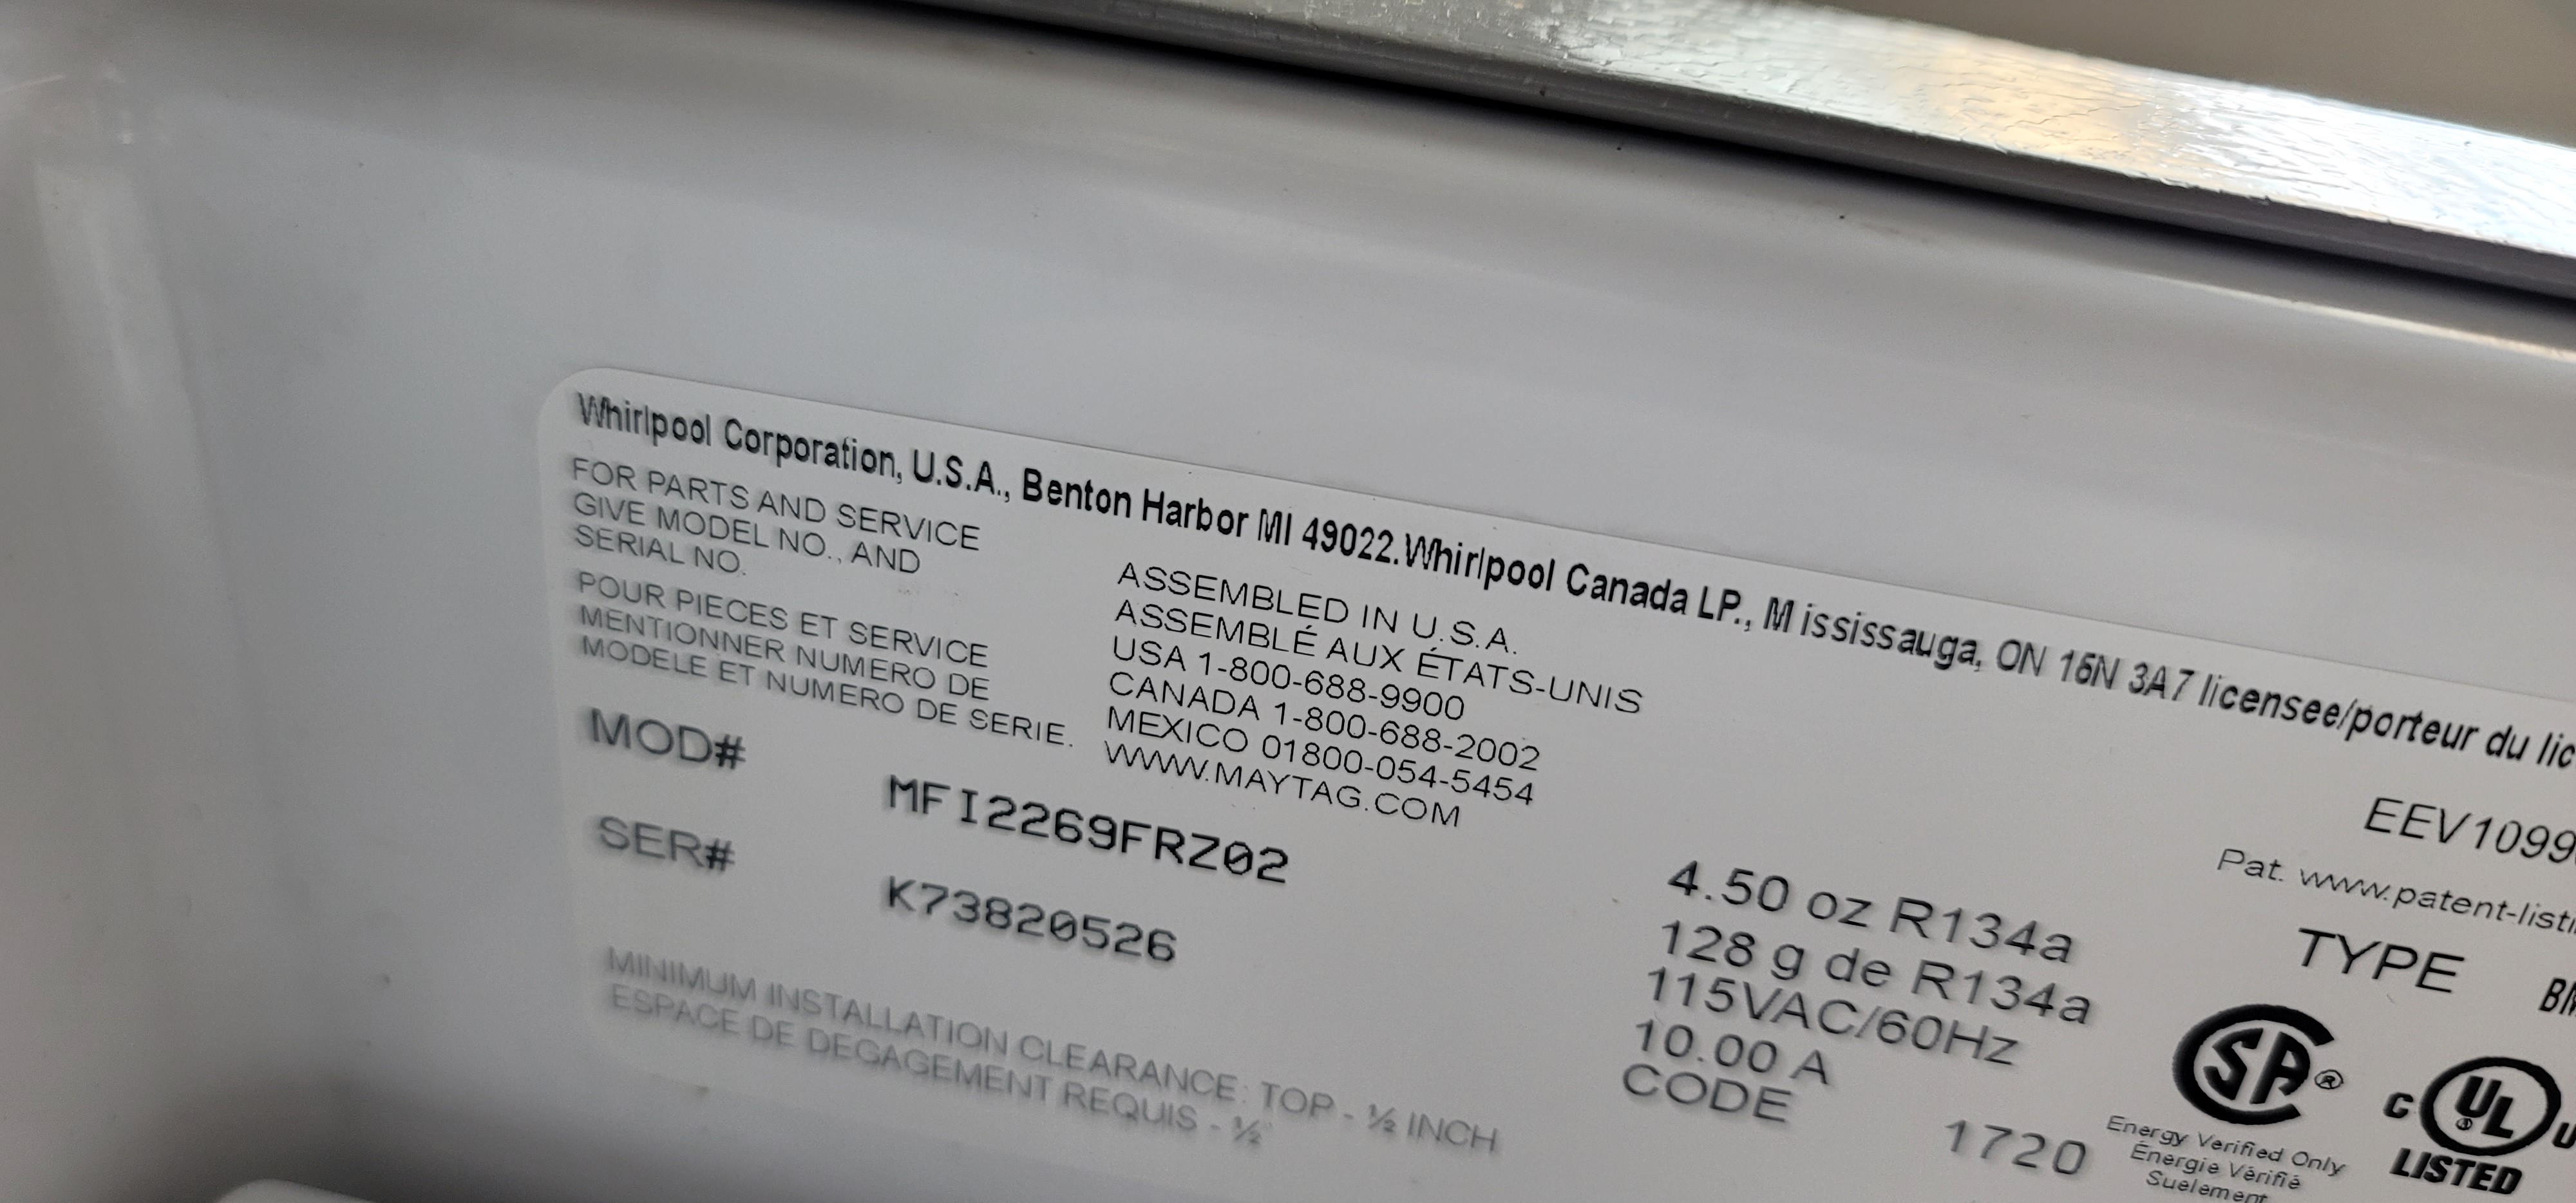 Whirlpool Corporation, U.S.A., Benton Harbor MI 49022.Whirlpool Canada LP., M ississauga, ON 15N 3A7 licensee/porteur du lic
FOR PARTS AND SERVICE
GIVE MODEL NO., AND
SERIAL NO.
POUR PIECES ET SERVICE
MENTIONNER NUMERO DE
MODELE ET NUMERO DE SERIE.
ASSEMBLED IN U.S.A.
ASSEMBLÉ AUX ÉTATS-UNIS
USA 1-800-688-9900
CANADA 1-800-688-2002
MEXICO 01800-054-5454
WWW.MAYTAG.COM
MOD# MFI2269FRZ02
SER# K73820526
MINIMUM INSTALLATION CLEARANCE: TOP - ½ INCH
ESPACE DE DEGAGEMENT REQUIS - ½"
4.50 oz R134a
128 g de R134a
115VAC/60Hz
10.00 A
CODE 1720
EEV1099
Pat. www.patent-listi
TYPE
SA®
Energy Verified Only
Énergie Vèrifié
Suelement
C UL ® U
LISTED